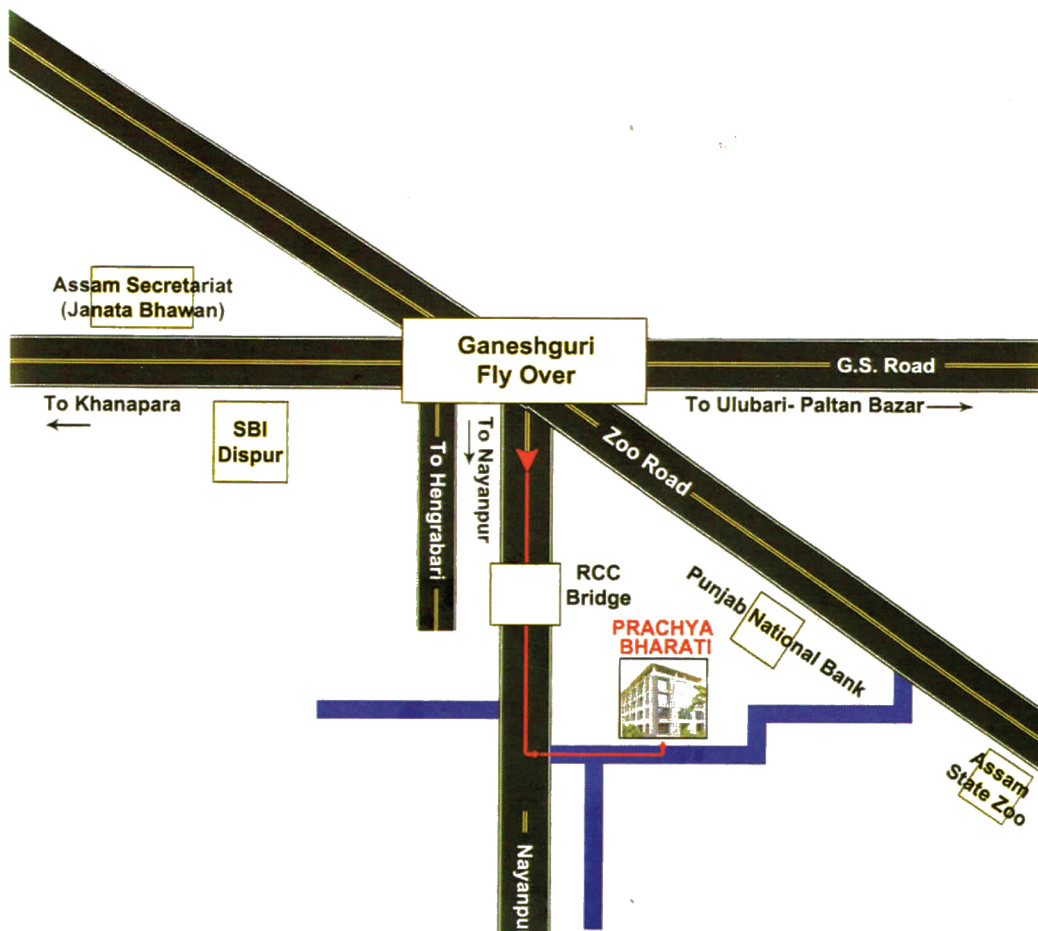 Assam Secretariat
(Janata Bhawan)
Ganeshguri
Fly Over
G.S. Road
To Khanapara
To Ulubari- Paltan Bazar
SBI
Dispur
To Hengrabari
To Nayanpur
Zoo Road
RCC
Bridge
Punjab National Bank
PRACHYA
BHARATI
Assam
State Zoo
Nayanpu